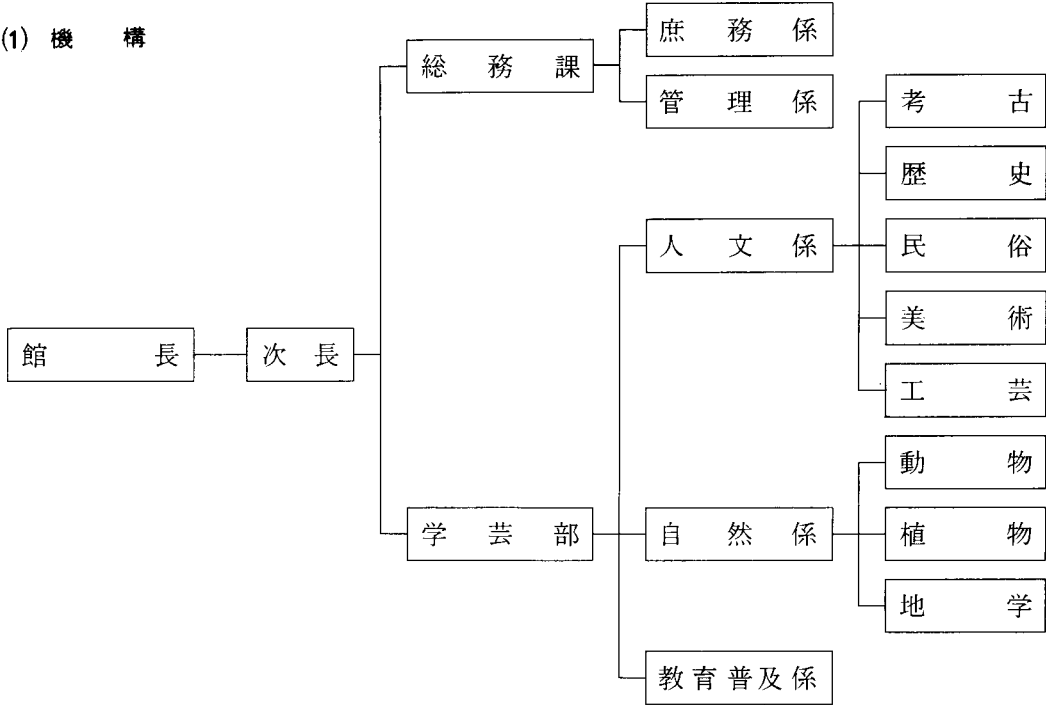 (1) 機構
館長
次長
総務課
庶務係
管理係
学芸部
人文係
考古
歴史
民俗
美術
工芸
自然係
動物
植物
地学
教育普及係